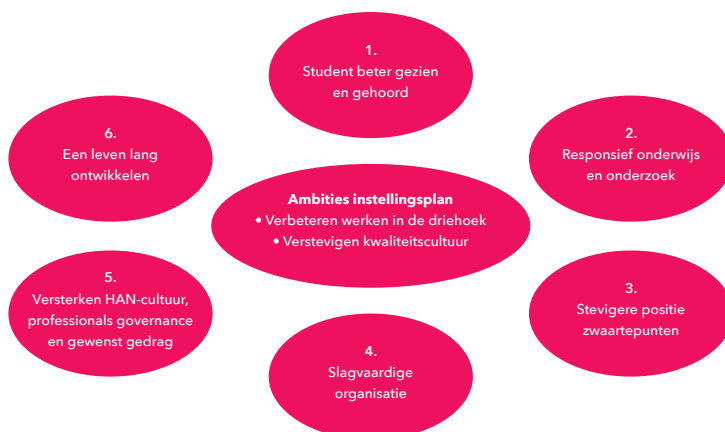 1.
Student beter gezien
en gehoord
6.
Een leven lang
ontwikkelen
2.
Responsief onderwijs
en onderzoek
Ambities instellingsplan
• Verbeteren werken in de driehoek
• Verstevigen kwaliteitscultuur
5.
Versterken HAN-cultuur,
professionals governance
en gewenst gedrag
3.
Stevigere positie
zwaartepunten
4.
Slagvaardige
organisatie